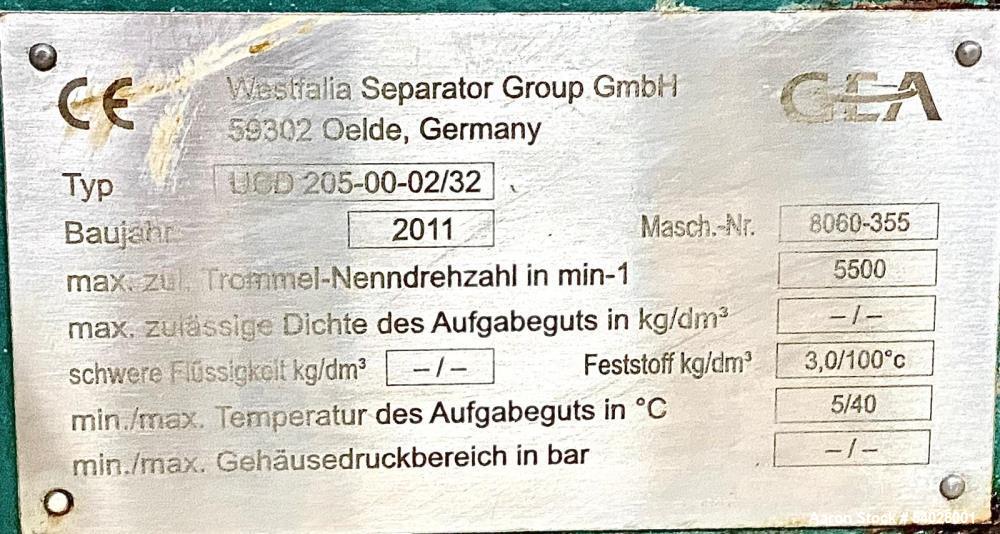 CE Westfalia Separator Group GmbH GEA
59302 Oelde, Germany
Typ UCD 205-00-02/32
Baujahr 2011 Masch.-Nr. 8060-355
max. zul. Trommel-Nenndrehzahl in min-1 5500
max. zulässige Dichte des Aufgabeguts in kg/dm³ – / –
schwere Flüssigkeit kg/dm³ – / – Feststoff kg/dm³ 3,0/100°c
min./max. Temperatur des Aufgabeguts in °C 5/40
min./max. Gehäusedruckbereich in bar – / –
Aaron Stock #